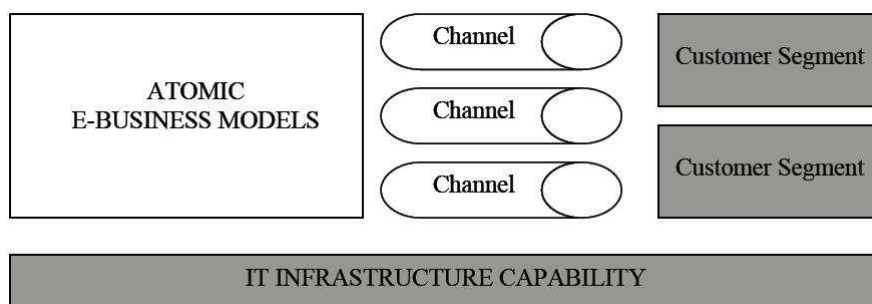 ATOMIC
E-BUSINESS MODELS
Channel
Channel
Channel
Customer Segment
Customer Segment
IT INFRASTRUCTURE CAPABILITY